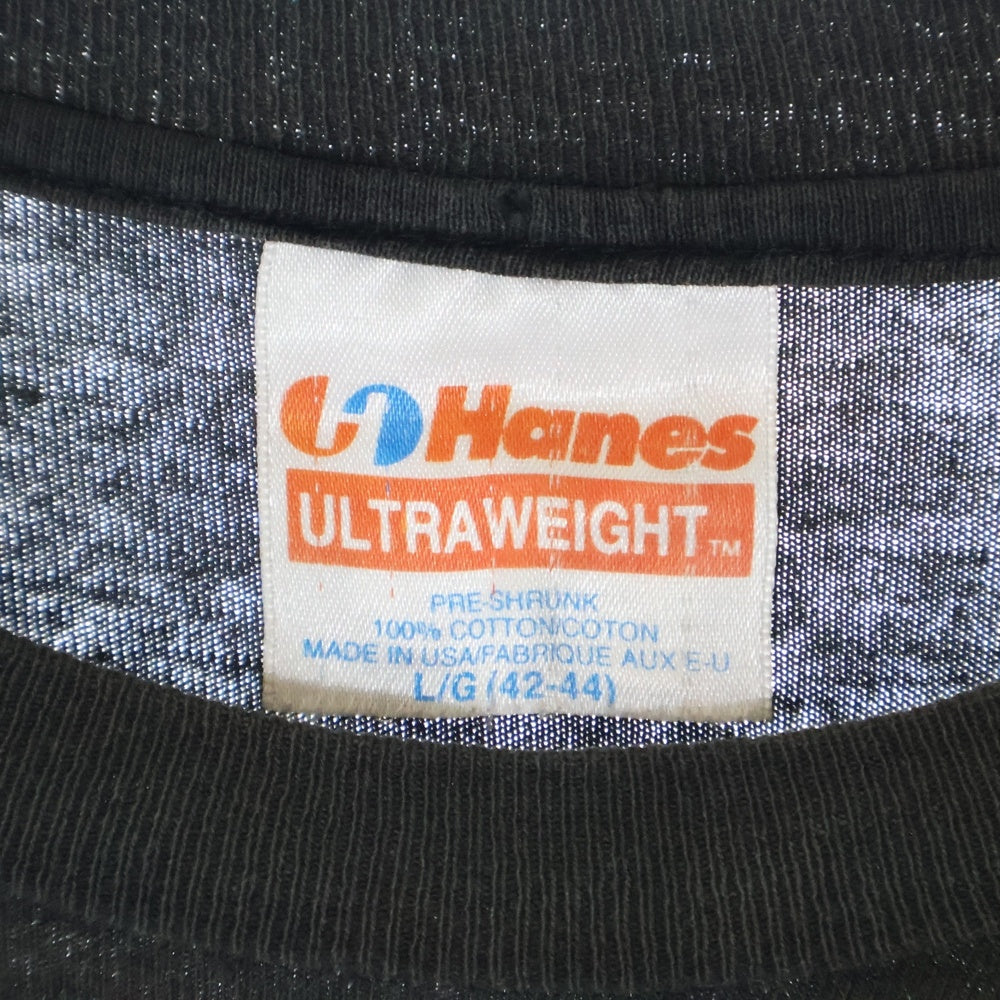 Hanes
ULTRAWEIGHT™
PRE-SHRUNK
100% COTTON/COTON
MADE IN USA/FABRIQUE AUX E-U
L/G (42-44)